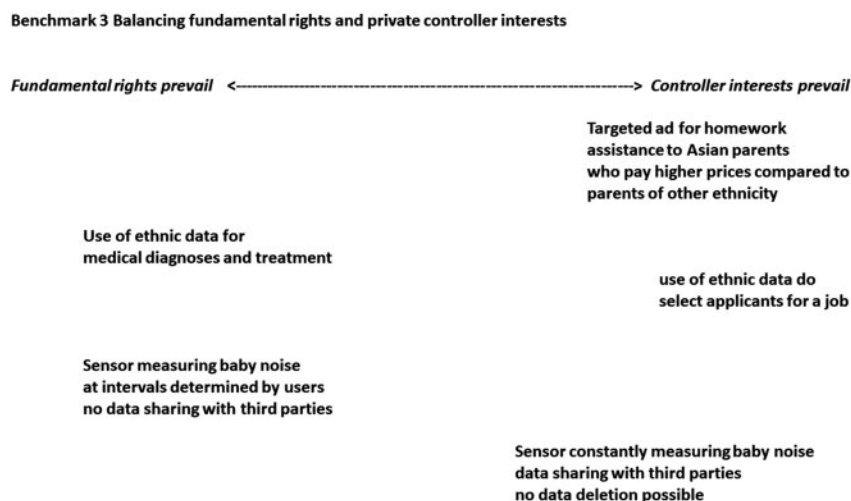 Benchmark 3 Balancing fundamental rights and private controller interests
Fundamental rights prevail <--------------------------------------------------------------------------> Controller interests prevail
Targeted ad for homework
assistance to Asian parents
who pay higher prices compared to
parents of other ethnicity
Use of ethnic data for
medical diagnoses and treatment
use of ethnic data do
select applicants for a job
Sensor measuring baby noise
at intervals determined by users
no data sharing with third parties
Sensor constantly measuring baby noise
data sharing with third parties
no data deletion possible